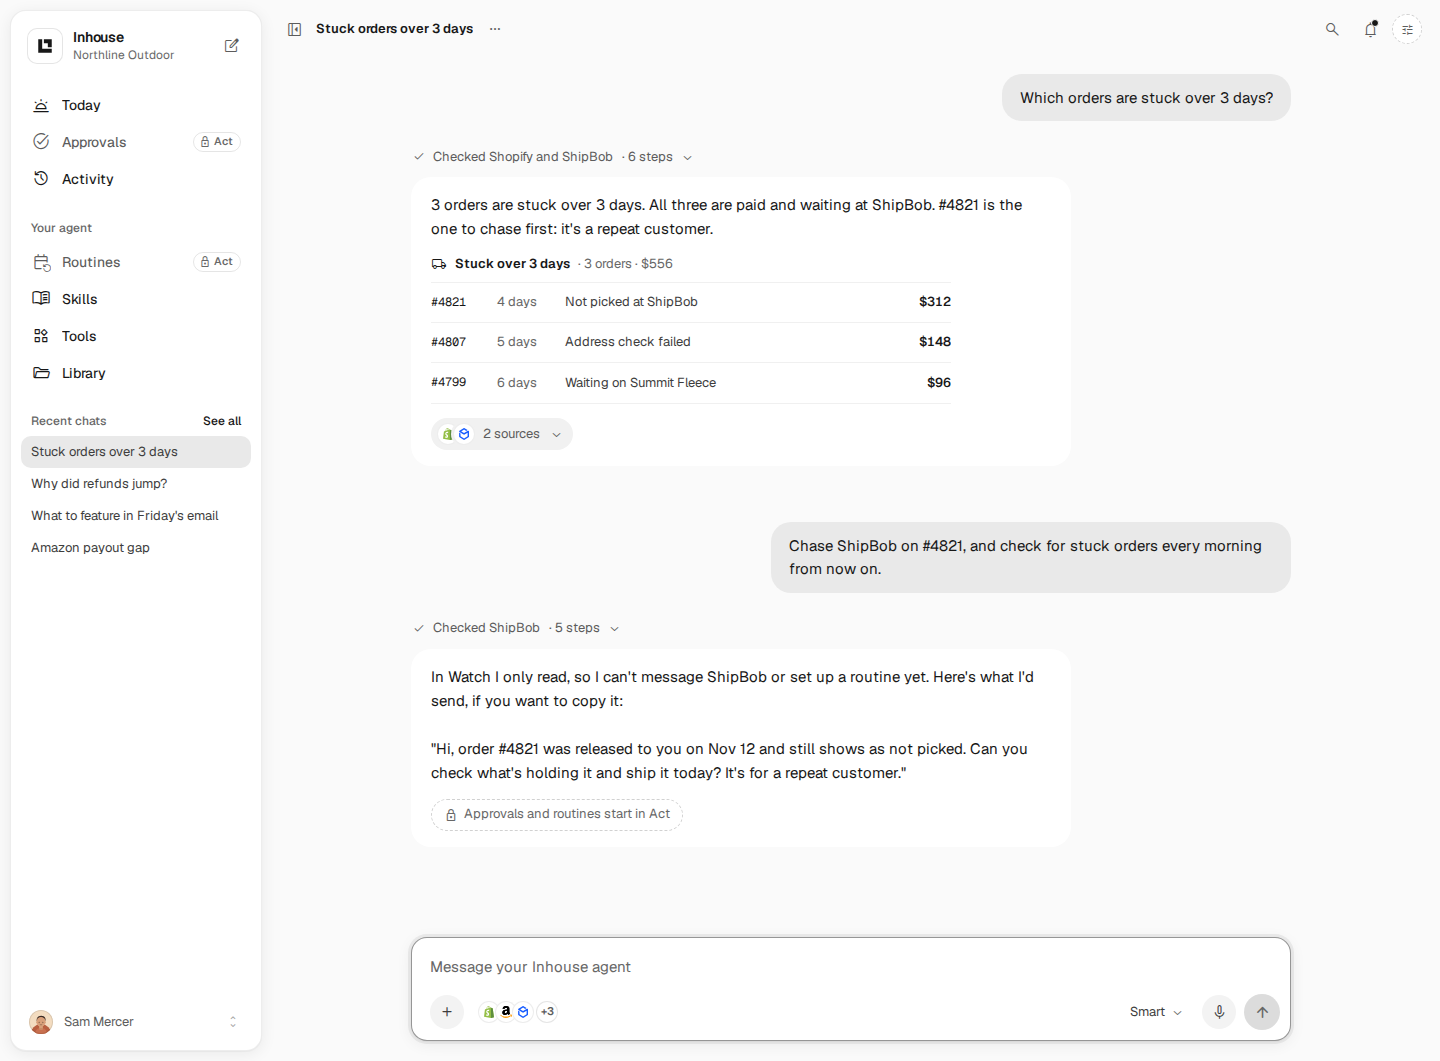 Inhouse
Northline Outdoor
Today
Approvals
Act
Activity
Your agent
Routines
Act
Skills
Tools
Library
Recent chats
See all
Stuck orders over 3 days
Why did refunds jump?
What to feature in Friday's email
Amazon payout gap
Sam Mercer
Stuck orders over 3 days
Which orders are stuck over 3 days?
Checked Shopify and ShipBob · 6 steps
3 orders are stuck over 3 days. All three are paid and waiting at ShipBob. #4821 is the
one to chase first: it's a repeat customer.
Stuck over 3 days · 3 orders · $556
#4821 4 days Not picked at ShipBob $312
#4807 5 days Address check failed $148
#4799 6 days Waiting on Summit Fleece $96
2 sources
Chase ShipBob on #4821, and check for stuck orders every morning
from now on.
Checked ShipBob · 5 steps
In Watch I only read, so I can't message ShipBob or set up a routine yet. Here's what I'd
send, if you want to copy it:
"Hi, order #4821 was released to you on Nov 12 and still shows as not picked. Can you
check what's holding it and ship it today? It's for a repeat customer."
Approvals and routines start in Act
Message your Inhouse agent
+3
Smart